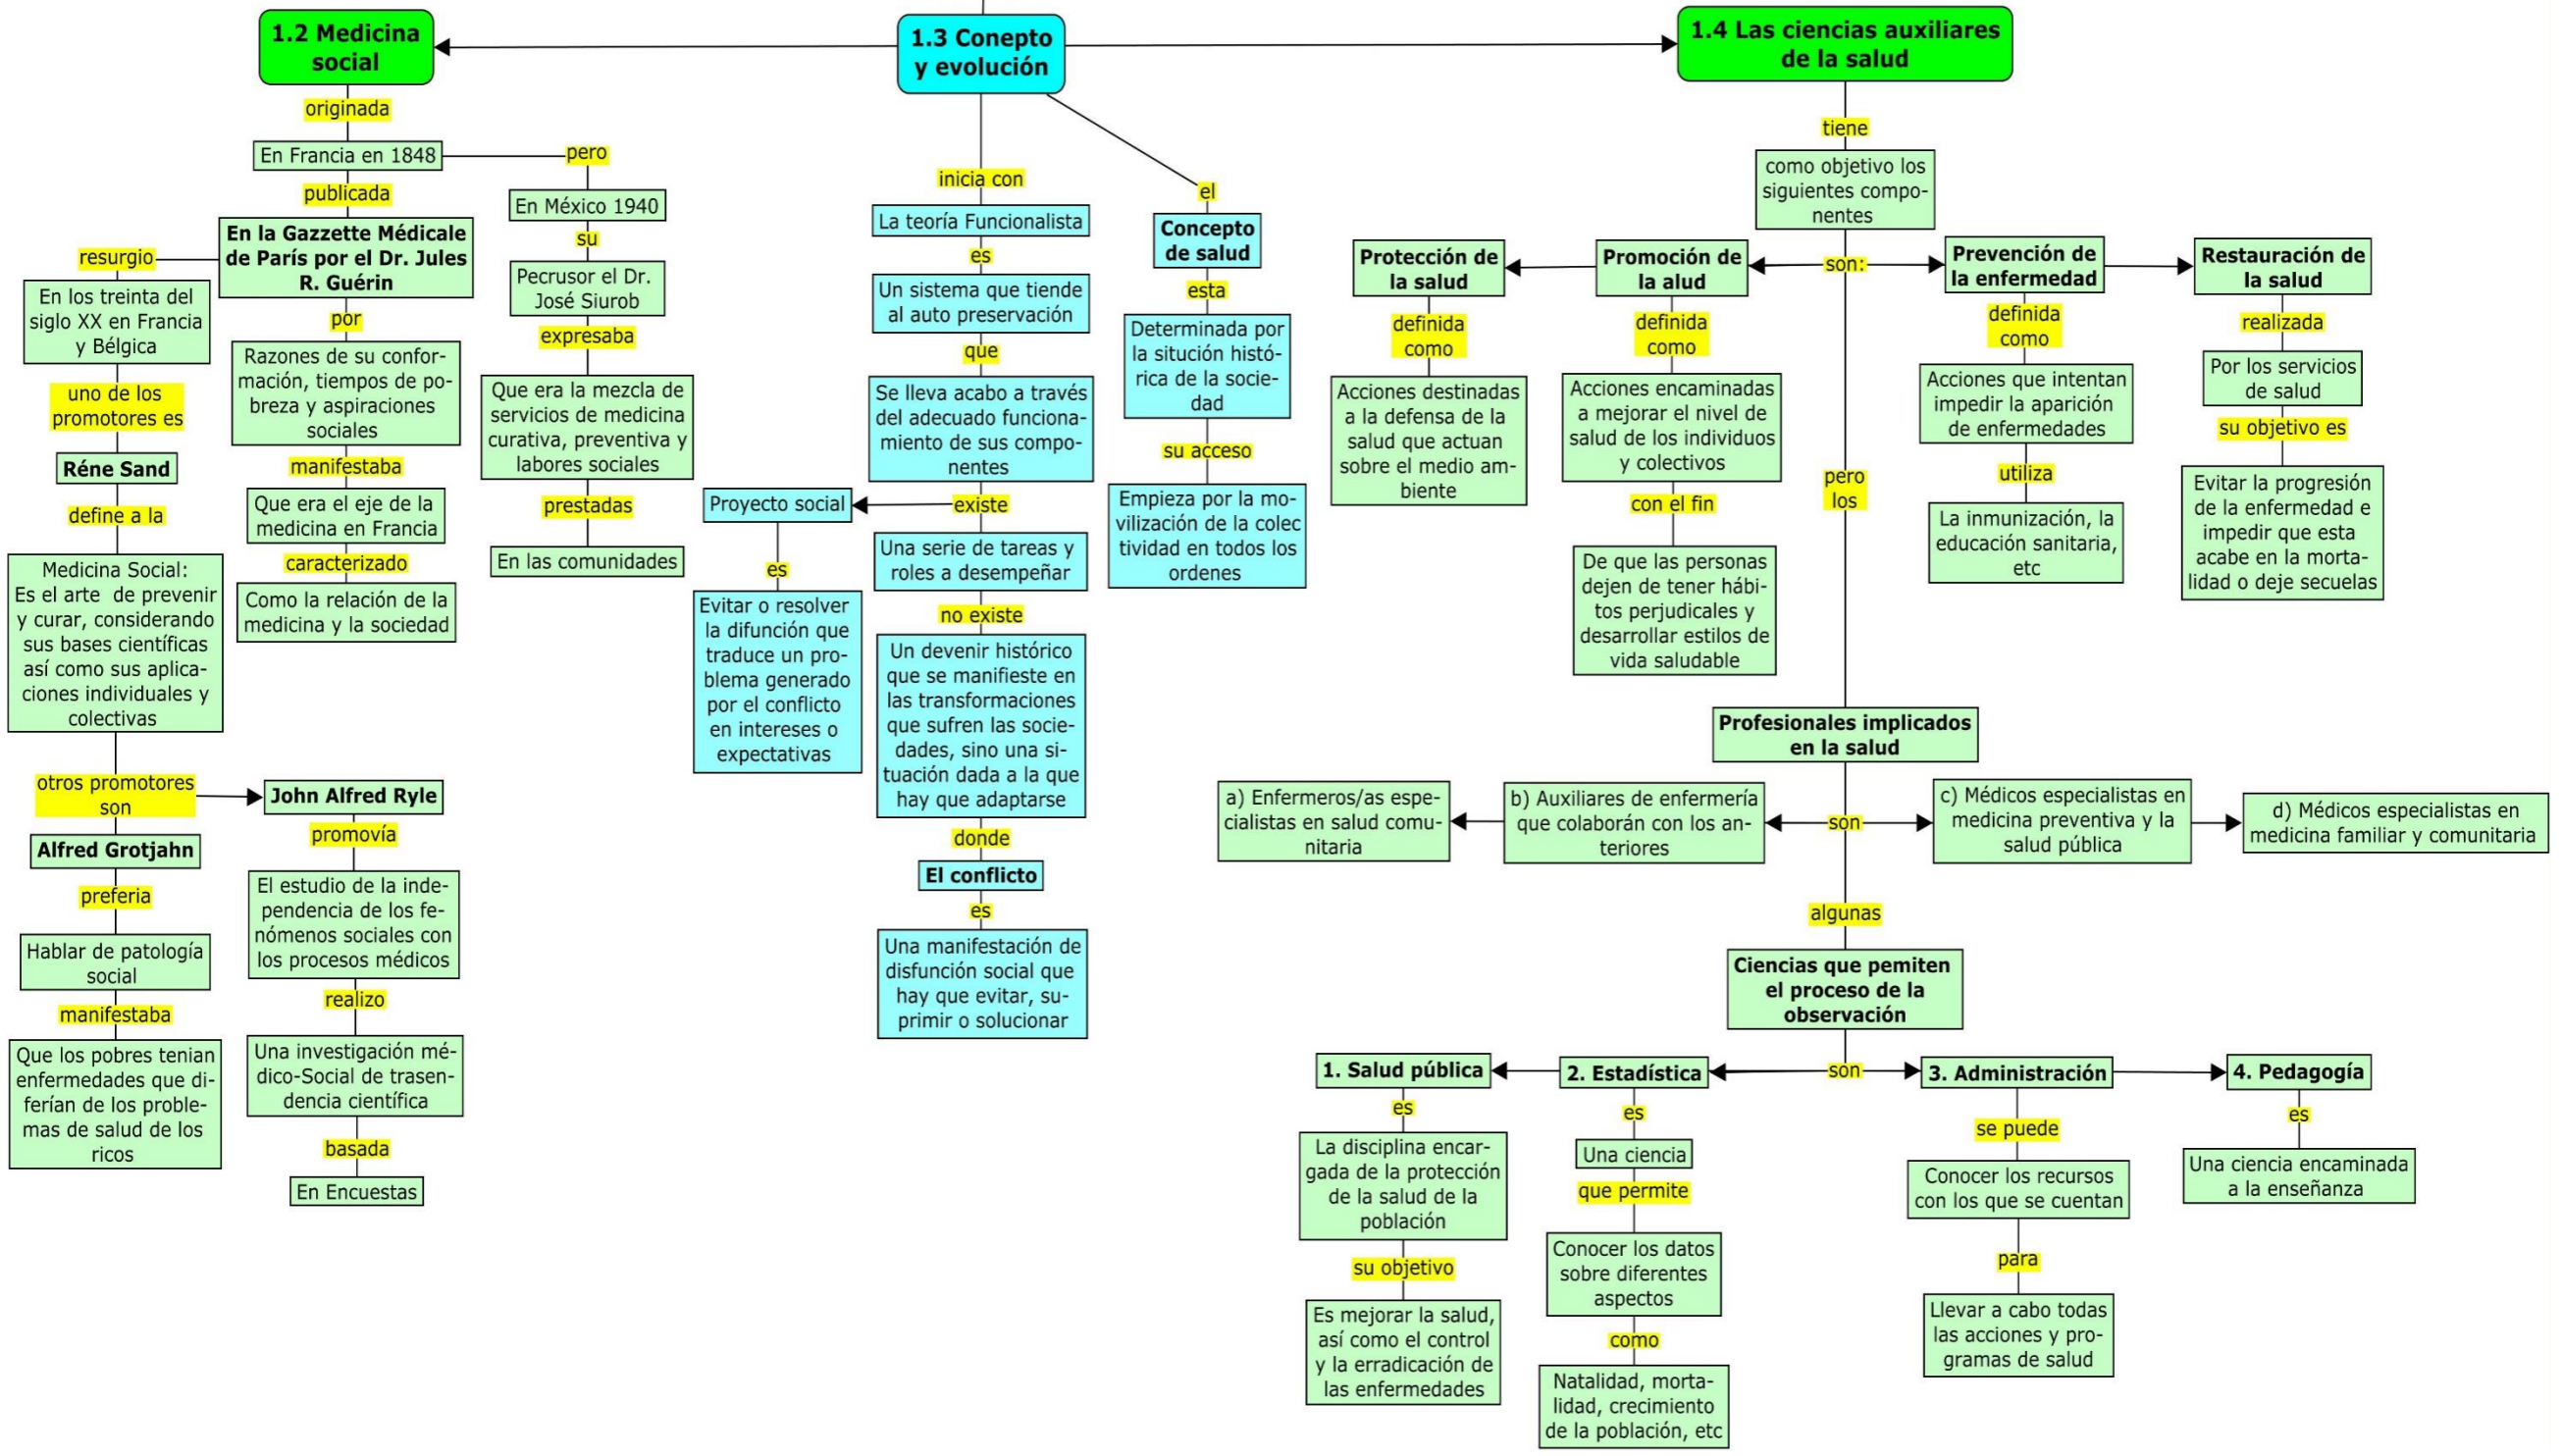 1.2 Medicina
social
originada
En Francia en 1848
pero
publicada
En México 1940
su
Pecrusor el Dr.
José Siurob
expresaba
Que era la mezcla de
servicios de medicina
curativa, preventiva y
labores sociales
prestadas
En las comunidades
En la Gazzette Médicale
de París por el Dr. Jules
R. Guérin
por
Razones de su confor-
mación, tiempos de po-
breza y aspiraciones
sociales
manifestaba
Que era el eje de la
medicina en Francia
caracterizado
Como la relación de la
medicina y la sociedad
resurgio
En los treinta del
siglo XX en Francia
y Bélgica
uno de los
promotores es
Réne Sand
define a la
Medicina Social:
Es el arte  de prevenir
y curar, considerando
sus bases científicas
así como sus aplica-
ciones individuales y
colectivas
otros promotores
son
Alfred Grotjahn
preferia
Hablar de patología
social
manifestaba
Que los pobres tenian
enfermedades que di-
ferían de los proble-
mas de salud de los
ricos
John Alfred Ryle
promovía
El estudio de la inde-
pendencia de los fe-
nómenos sociales con
los procesos médicos
realizo
Una investigación mé-
dico-Social de trasen-
dencia científica
basada
En Encuestas
1.3 Conepto
y evolución
inicia con
La teoría Funcionalista
es
Un sistema que tiende
al auto preservación
que
Se lleva acabo a través
del adecuado funciona-
miento de sus compo-
nentes
existe
Proyecto social
es
Evitar o resolver
la difunción que
traduce un pro-
blema generado
por el conflicto
en intereses o
expectativas
Una serie de tareas y
roles a desempeñar
no existe
Un devenir histórico
que se manifieste en
las transformaciones
que sufren las socie-
dades, sino una si-
tuación dada a la que
hay que adaptarse
donde
El conflicto
es
Una manifestación de
disfunción social que
hay que evitar, su-
primir o solucionar
el
Concepto
de salud
esta
Determinada por
la situción histó-
rica de la socie-
dad
su acceso
Empieza por la mo-
vilización de la colec
tividad en todos los
ordenes
1.4 Las ciencias auxiliares
de la salud
tiene
como objetivo los
siguientes compo-
nentes
son:
Protección de
la salud
definida
como
Acciones destinadas
a la defensa de la
salud que actuan
sobre el medio am-
biente
Promoción de
la alud
definida
como
Acciones encaminadas
a mejorar el nivel de
salud de los individuos
y colectivos
con el fin
De que las personas
dejen de tener hábi-
tos perjudicales y
desarrollar estilos de
vida saludable
Prevención de
la enfermedad
definida
como
Acciones que intentan
impedir la aparición
de enfermedades
utiliza
La inmunización, la
educación sanitaria,
etc
Restauración de
la salud
realizada
Por los servicios
de salud
su objetivo es
Evitar la progresión
de la enfermedad e
impedir que esta
acabe en la morta-
lidad o deje secuelas
pero
los
Profesionales implicados
en la salud
son
a) Enfermeros/as espe-
cialistas en salud comu-
nitaria
b) Auxiliares de enfermería
que colaborán con los an-
teriores
c) Médicos especialistas en
medicina preventiva y la
salud pública
d) Médicos especialistas en
medicina familiar y comunitaria
algunas
Ciencias que pemiten
el proceso de la
observación
son
1. Salud pública
es
La disciplina encar-
gada de la protección
de la salud de la
población
su objetivo
Es mejorar la salud,
así como el control
y la erradicación de
las enfermedades
2. Estadística
es
Una ciencia
que permite
Conocer los datos
sobre diferentes
aspectos
como
Natalidad, morta-
lidad, crecimiento
de la población, etc
3. Administración
se puede
Conocer los recursos
con los que se cuentan
para
Llevar a cabo todas
las acciones y pro-
gramas de salud
4. Pedagogía
es
Una ciencia encaminada
a la enseñanza